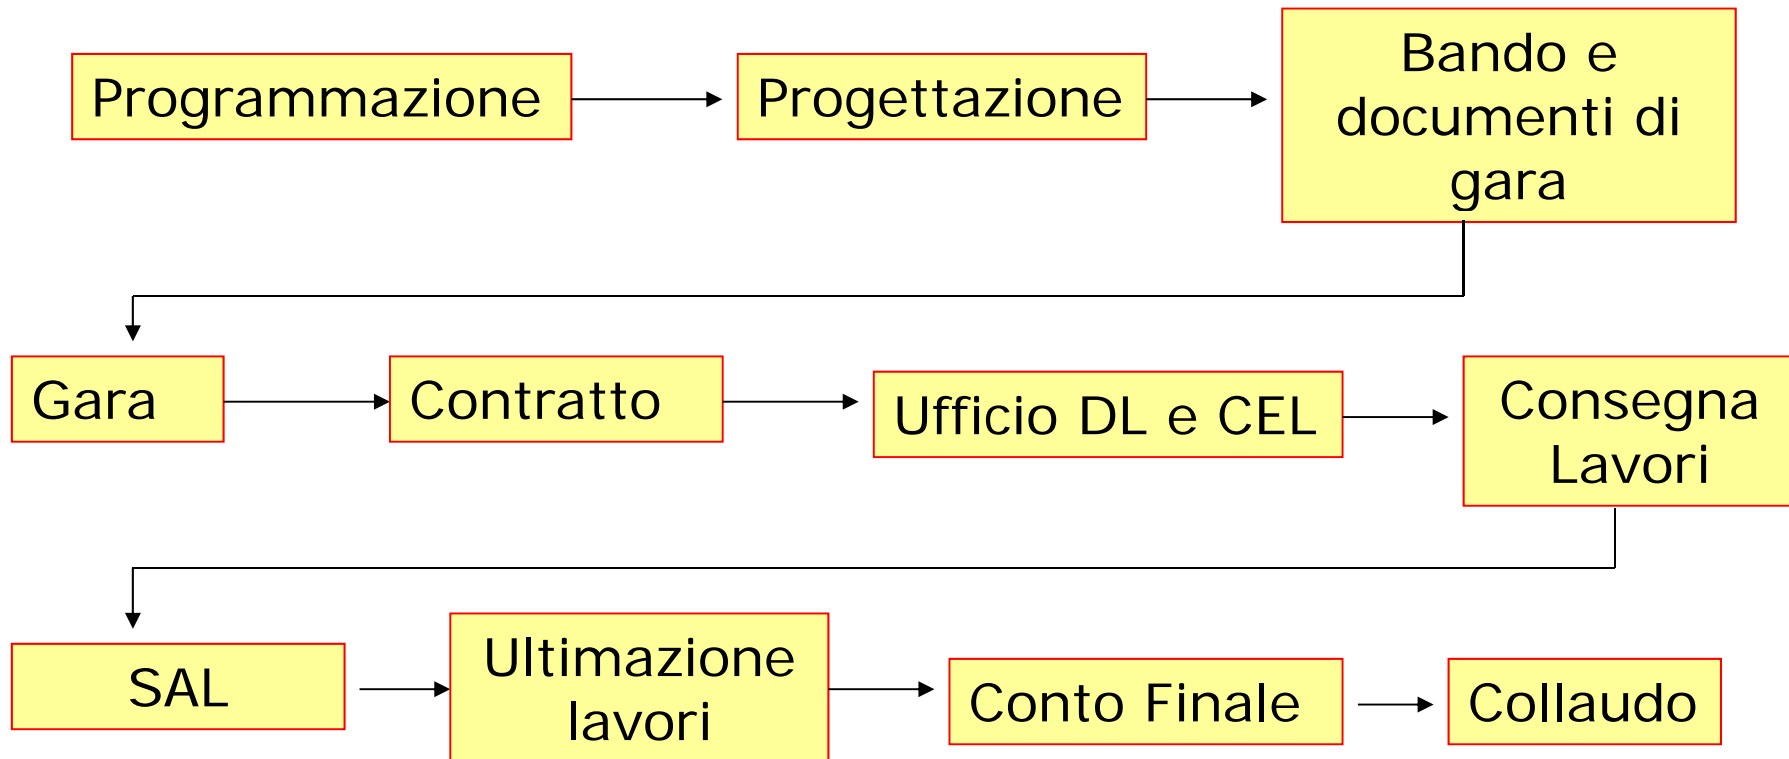 Programmazione
Progettazione
Bando e
documenti di
gara
Gara
Contratto
Ufficio DL e CEL
Consegna
Lavori
SAL
Ultimazione
lavori
Conto Finale
Collaudo